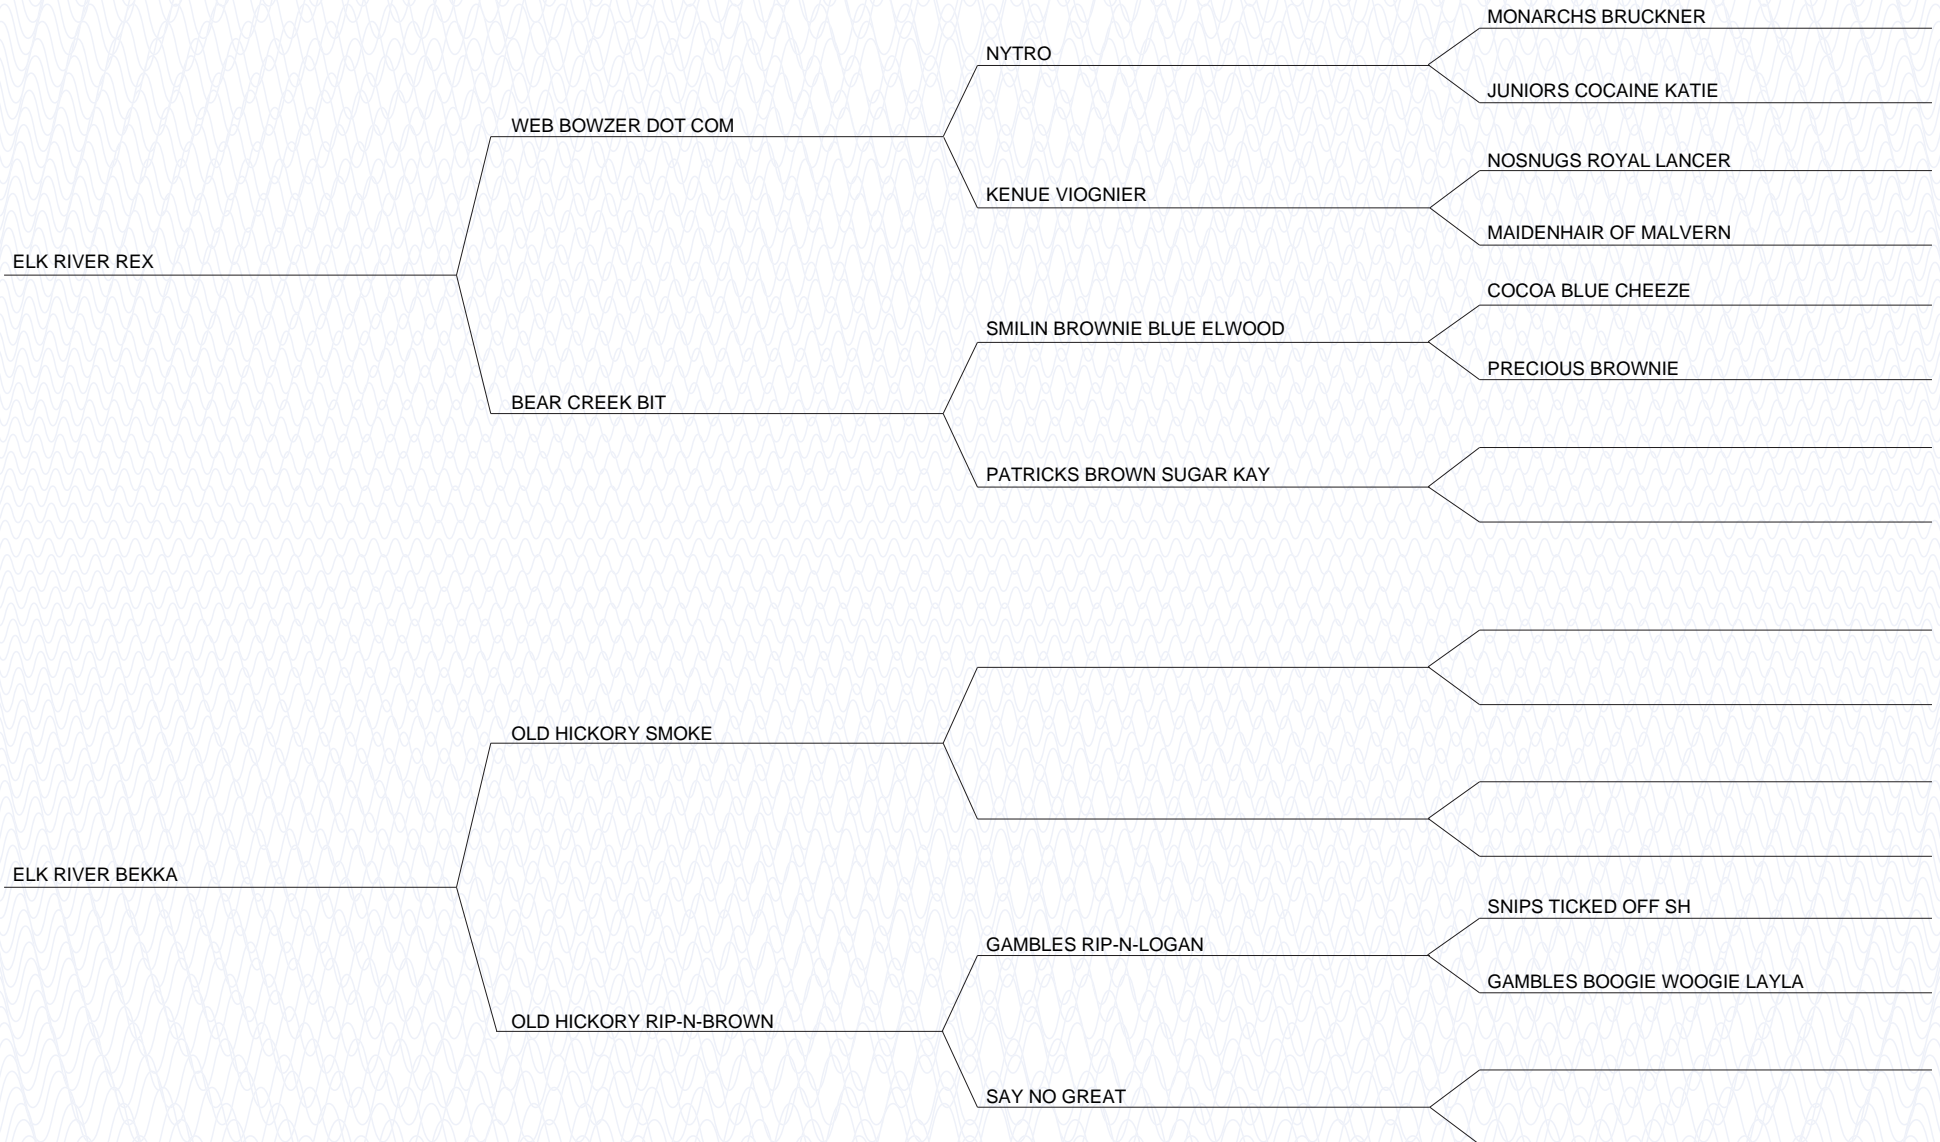 MONARCHS BRUCKNER
NYTRO
JUNIORS COCAINE KATIE
WEB BOWZER DOT COM
NOSNUGS ROYAL LANCER
KENUE VIOGNIER
MAIDENHAIR OF MALVERN
ELK RIVER REX
COCOA BLUE CHEEZE
SMILIN BROWNIE BLUE ELWOOD
PRECIOUS BROWNIE
BEAR CREEK BIT
PATRICKS BROWN SUGAR KAY
OLD HICKORY SMOKE
ELK RIVER BEKKA
SNIPS TICKED OFF SH
GAMBLES RIP-N-LOGAN
GAMBLES BOOGIE WOOGIE LAYLA
OLD HICKORY RIP-N-BROWN
SAY NO GREAT